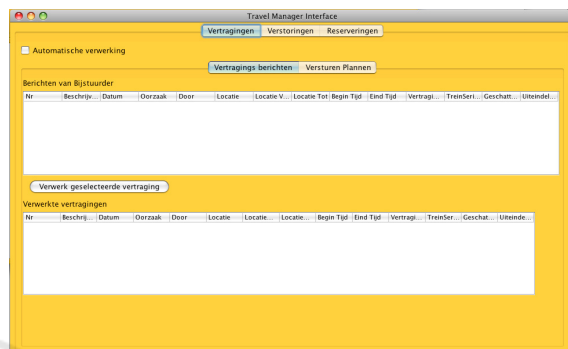 Travel Manager Interface
Vertragingen Verstoringen Reserveringen
Automatische verwerking
Vertragings berichten Versturen Plannen
Berichten van Bijstuurder
Nr Beschrijv... Datum Oorzaak Door Locatie Locatie V... Locatie Tot Begin Tijd Eind Tijd Vertragi... TreinSeri... Geschatt... Uiteindel...
Verwerk geselecteerde vertraging
Verwerkte vertragingen
Nr Beschrij... Datum Oorzaak Door Locatie Locatie... Locatie... Begin Tijd Eind Tijd Vertragi... TreinSer... Geschat... Uiteinde...